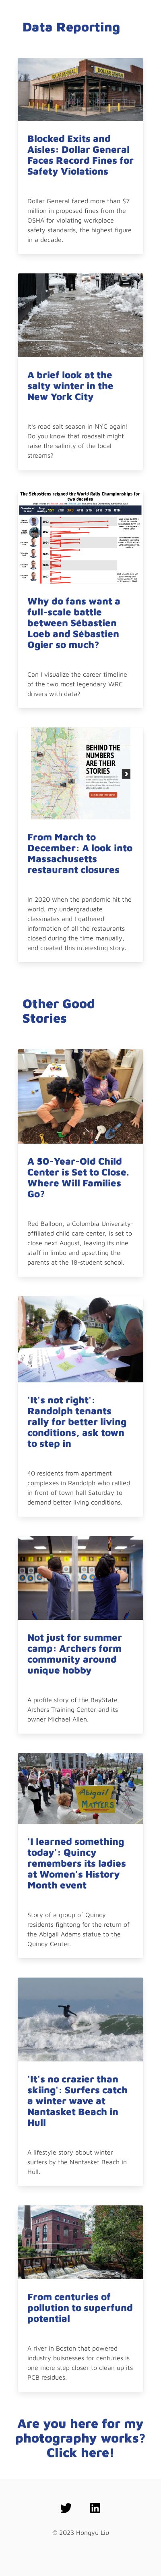 Data Reporting
Blocked Exits and
Aisles: Dollar General
Faces Record Fines for
Safety Violations
Dollar General faced more than $7
million in proposed fines from the
OSHA for violating workplace
safety standards, the highest figure
in a decade.
A brief look at the
salty winter in the
New York City
It's road salt season in NYC again!
Do you know that roadsalt might
raise the salinity of the local
streams?
The Sébastiens reigned the World Rally Championships for
two decades
Why do fans want a
full-scale battle
between Sébastien
Loeb and Sébastien
Ogier so much?
Can I visualize the career timeline
of the two most legendary WRC
drivers with data?
BEHIND THE
NUMBERS
ARE THEIR
STORIES
From March to
December: A look into
Massachusetts
restaurant closures
In 2020 when the pandemic hit the
world, my undergraduate
classmates and I gathered
information of all the restaurants
closed during the time manually,
and created this interesting story.
Other Good
Stories
A 50-Year-Old Child
Center is Set to Close.
Where Will Families
Go?
Red Balloon, a Columbia University-
affiliated child care center, is set to
close next August, leaving its nine
staff in limbo and upsetting the
parents at the 18-student school.
'It's not right':
Randolph tenants
rally for better living
conditions, ask town
to step in
40 residents from apartment
complexes in Randolph who rallied
in front of town hall Saturday to
demand better living conditions.
Not just for summer
camp: Archers form
community around
unique hobby
A profile story of the BayState
Archers Training Center and its
owner Michael Allen.
Abigail
MATTERS
'I learned something
today': Quincy
remembers its ladies
at Women's History
Month event
Story of a group of Quincy
residents fightong for the return of
the Abigail Adams statue to the
Quincy Center.
'It's no crazier than
skiing': Surfers catch
a winter wave at
Nantasket Beach in
Hull
A lifestyle story about winter
surfers by the Nantasket Beach in
Hull.
From centuries of
pollution to superfund
potential
A river in Boston that powered
industry buisnesses for centuries is
one more step closer to clean up its
PCB residues.
Are you here for my
photography works?
Click here!
© 2023 Hongyu Liu